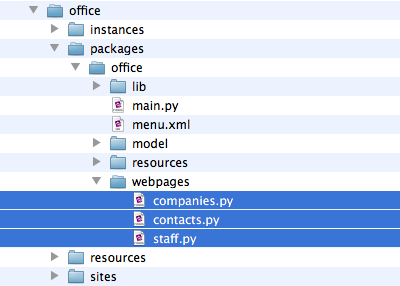 office
instances
packages
office
lib
main.py
menu.xml
model
resources
webpages
companies.py
contacts.py
staff.py
resources
sites